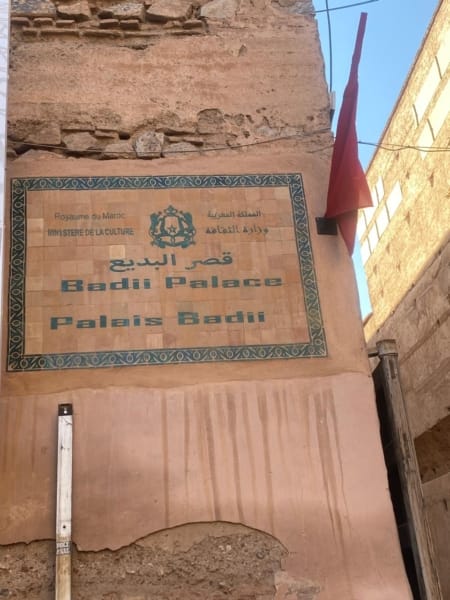 Royaume du Maroc
المملكة المغربية
MINISTERE DE LA CULTURE
وزارة الثقافة
قصر البديع
Badii Palace
Palais Badii